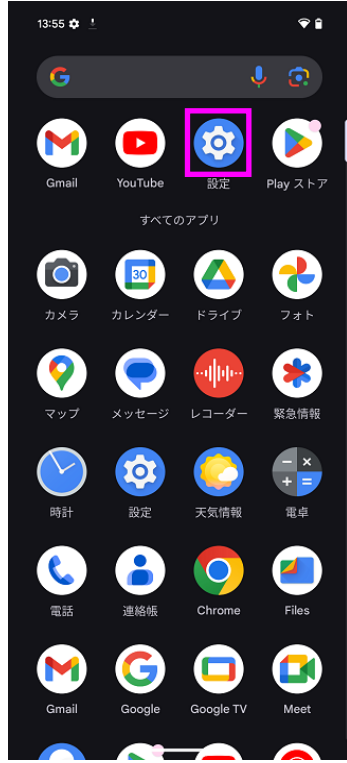 13:55
Gmail YouTube 設定 Play ストア
すべてのアプリ
30
カメラ カレンダー ドライブ フォト
マップ メッセージ レコーダー 緊急情報
時計 設定 天気情報 電卓
電話 連絡帳 Chrome Files
Gmail Google Google TV Meet